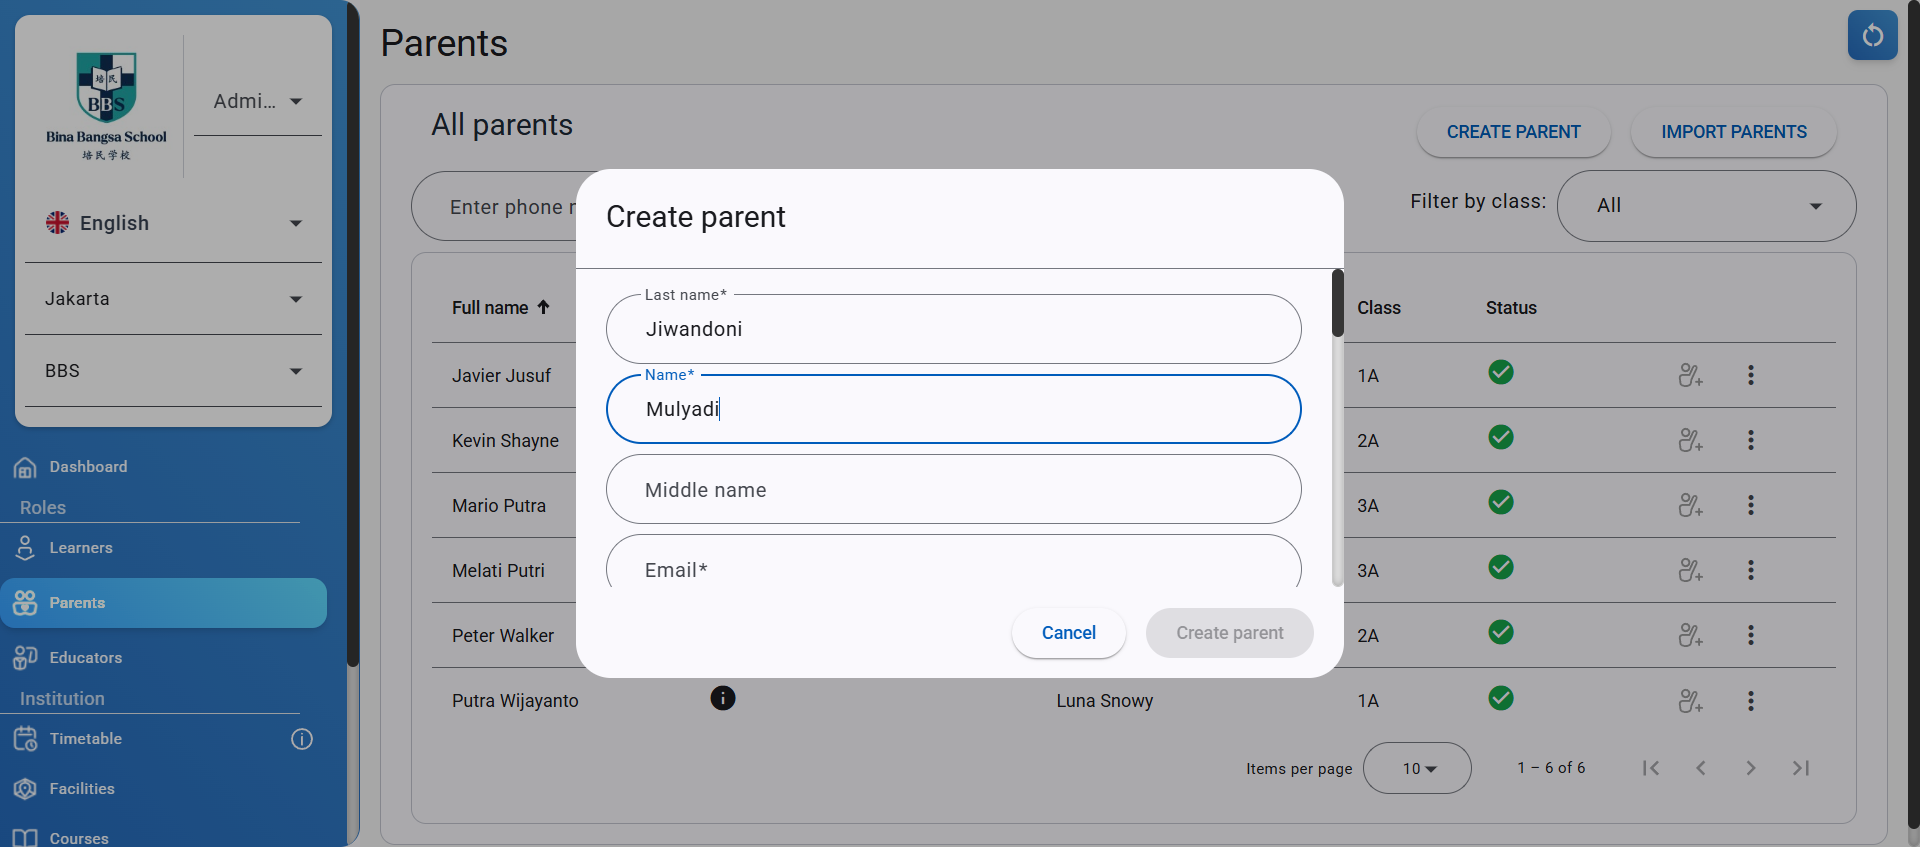 培民
BBS
Bina Bangsa School
培民学校
Admi...
English
Jakarta
BBS
Dashboard
Roles
Learners
Parents
Educators
Institution
Timetable
Facilities
Courses
Parents
All parents
CREATE PARENT
IMPORT PARENTS
Enter phone n
Filter by class:
All
Full name
Class
Status
Javier Jusuf
1A
Kevin Shayne
2A
Mario Putra
3A
Melati Putri
3A
Peter Walker
2A
Putra Wijayanto
Luna Snowy
1A
Items per page
10
1 – 6 of 6
Create parent
Last name*
Jiwandoni
Name*
Mulyadi
Middle name
Email*
Cancel
Create parent